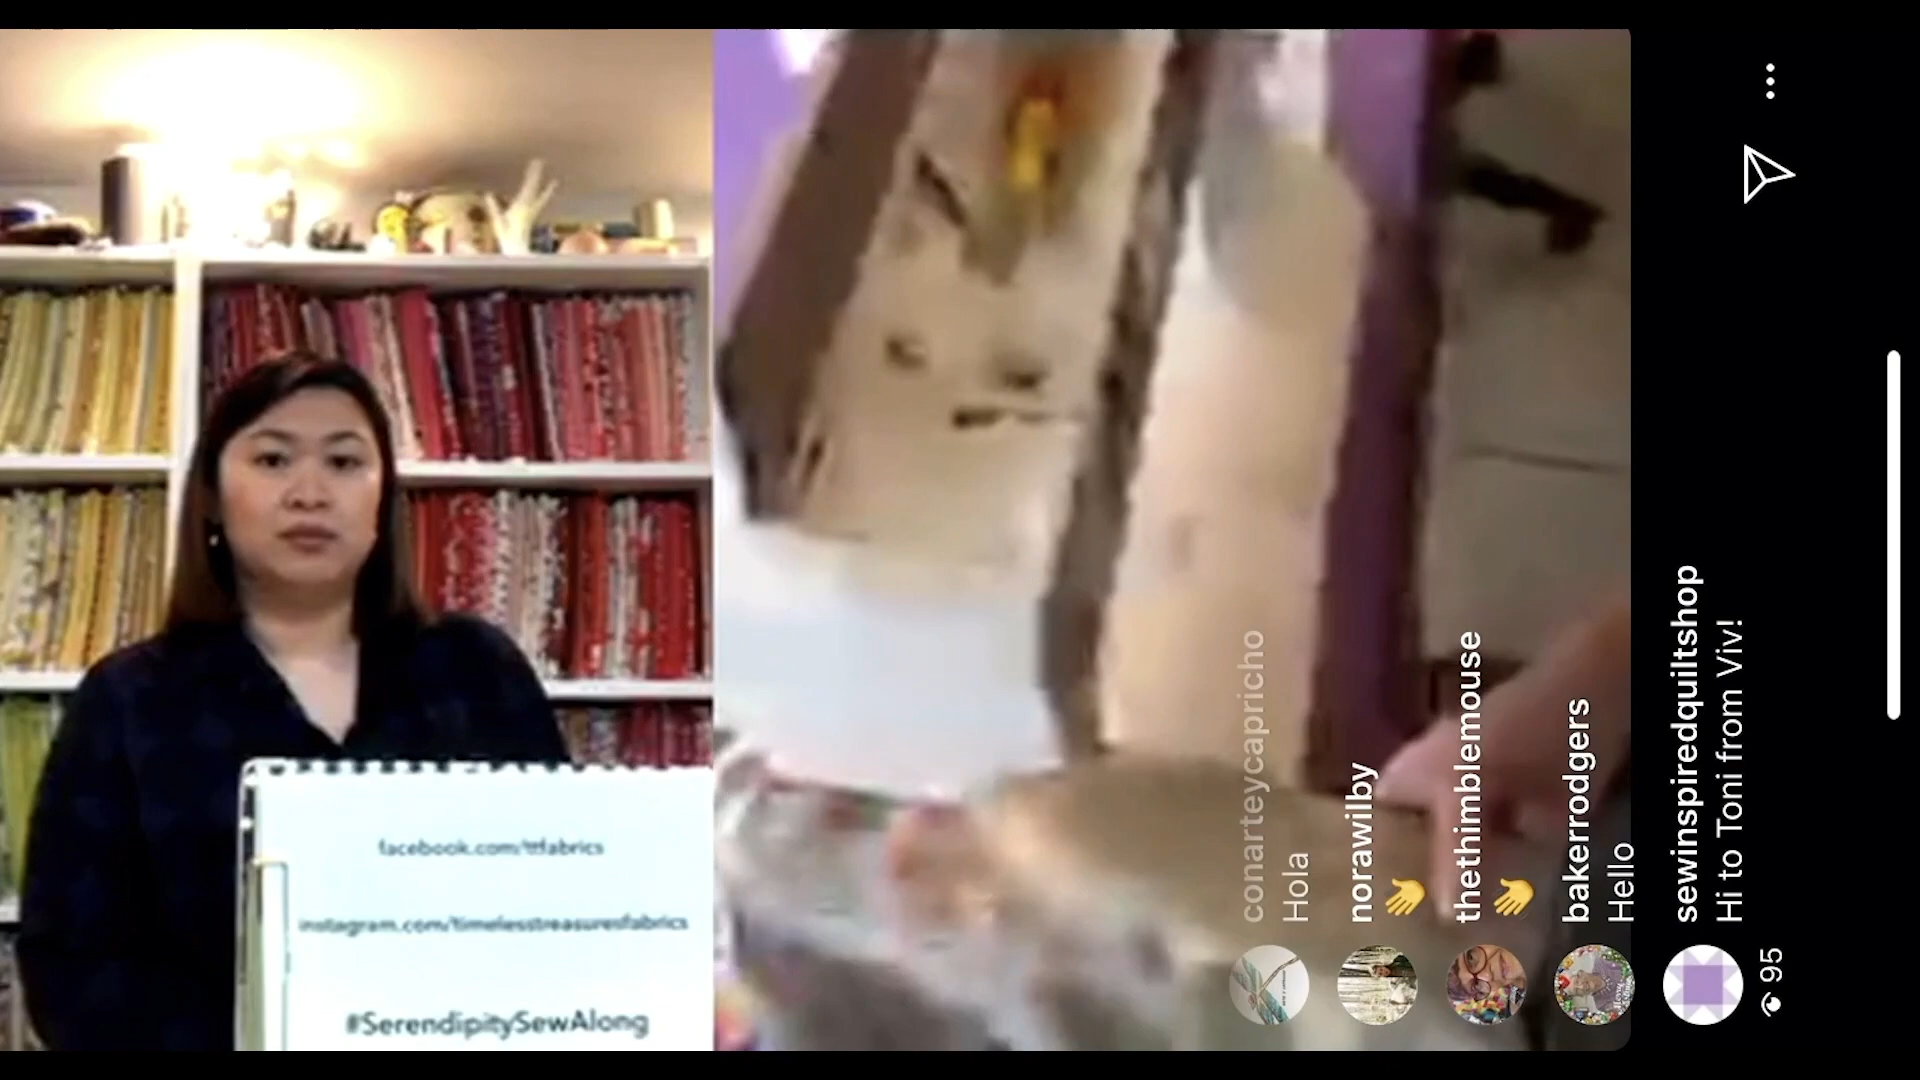 facebook.com/ttfabrics
instagram.com/timelesstreasuresfabrics
#SerendipitySewAlong
conarteycapricho
Hola
norawilby
👋
thethimblemouse
👋
bakerrodgers
Hello
sewinspiredquiltshop
Hi to Toni from Viv!
95